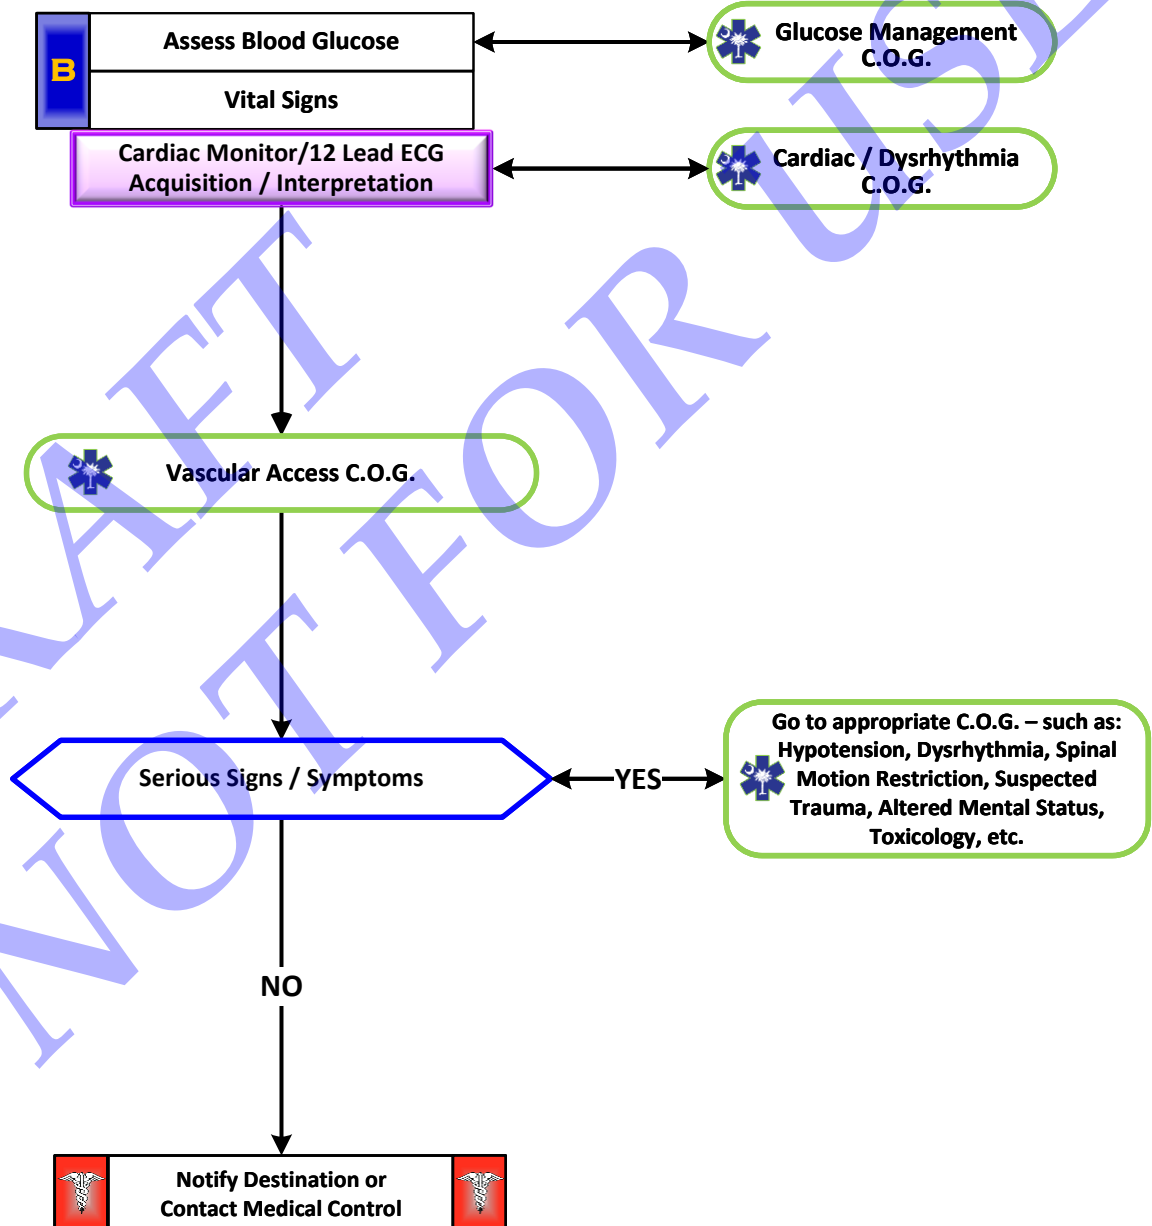 B
Assess Blood Glucose
Vital Signs
Glucose Management
C.O.G.
Cardiac Monitor/12 Lead ECG
Acquisition / Interpretation
Cardiac / Dysrhythmia
C.O.G.
Vascular Access C.O.G.
Serious Signs / Symptoms
YES
Go to appropriate C.O.G. – such as:
Hypotension, Dysrhythmia, Spinal
Motion Restriction, Suspected
Trauma, Altered Mental Status,
Toxicology, etc.
NO
Notify Destination or
Contact Medical Control
RAFT
NOT FOR USE